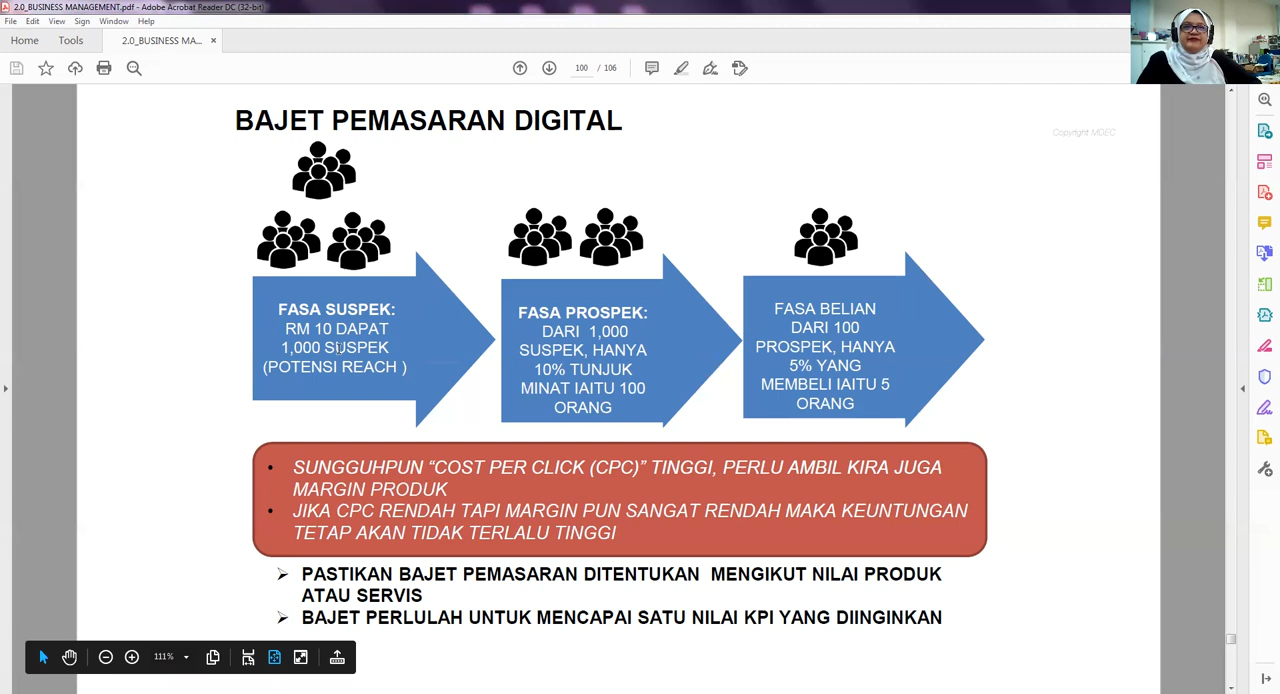 2.0_BUSINESS MANAGEMENT.pdf - Adobe Acrobat Reader DC (32-bit)
File Edit View Sign Window Help
Home Tools 2.0_BUSINESS MA... ×
100 / 106
BAJET PEMASARAN DIGITAL
Copyright MDEC
FASA SUSPEK:
RM 10 DAPAT
1,000 SUSPEK
(POTENSI REACH )
FASA PROSPEK:
DARI 1,000
SUSPEK, HANYA
10% TUNJUK
MINAT IAITU 100
ORANG
FASA BELIAN
DARI 100
PROSPEK, HANYA
5% YANG
MEMBELI IAITU 5
ORANG
• SUNGGUHPUN “COST PER CLICK (CPC)” TINGGI, PERLU AMBIL KIRA JUGA
MARGIN PRODUK
• JIKA CPC RENDAH TAPI MARGIN PUN SANGAT RENDAH MAKA KEUNTUNGAN
TETAP AKAN TIDAK TERLALU TINGGI
➢ PASTIKAN BAJET PEMASARAN DITENTUKAN MENGIKUT NILAI PRODUK
ATAU SERVIS
➢ BAJET PERLULAH UNTUK MENCAPAI SATU NILAI KPI YANG DIINGINKAN
111%